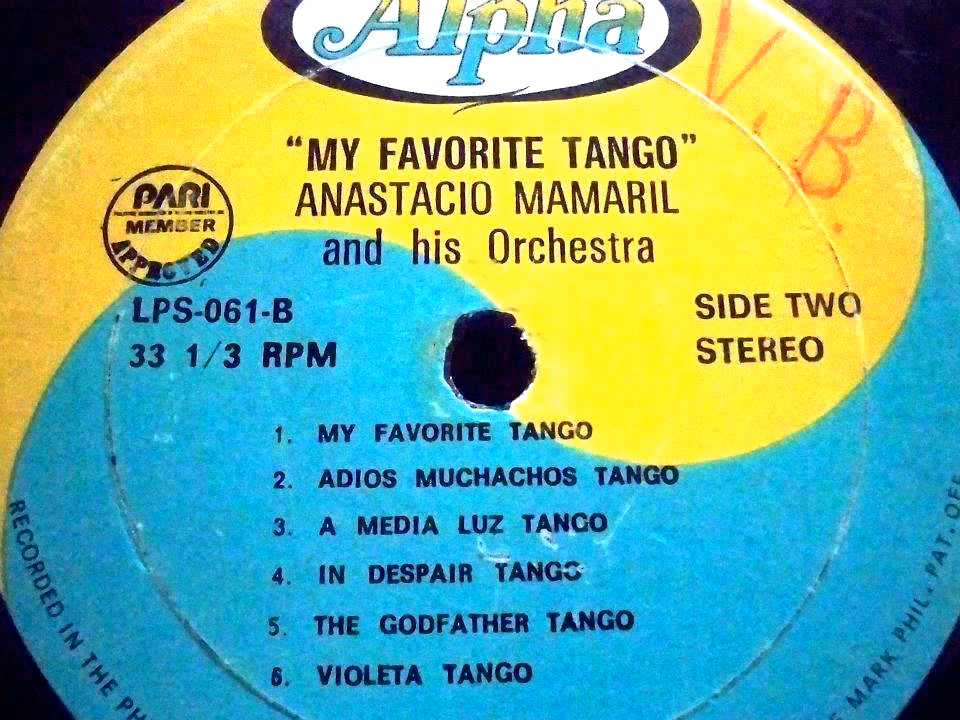 Alpha
V.B.
"MY FAVORITE TANGO"
ANASTACIO MAMARIL
and his Orchestra
PARI
MEMBER
APPROVED
LPS-061-B
33 1/3 RPM
SIDE TWO
STEREO
1. MY FAVORITE TANGO
2. ADIOS MUCHACHOS TANGO
3. A MEDIA LUZ TANGO
4. IN DESPAIR TANGO
5. THE GODFATHER TANGO
6. VIOLETA TANGO
RECORDED IN THE
MARK PHIL. PAT. OFF